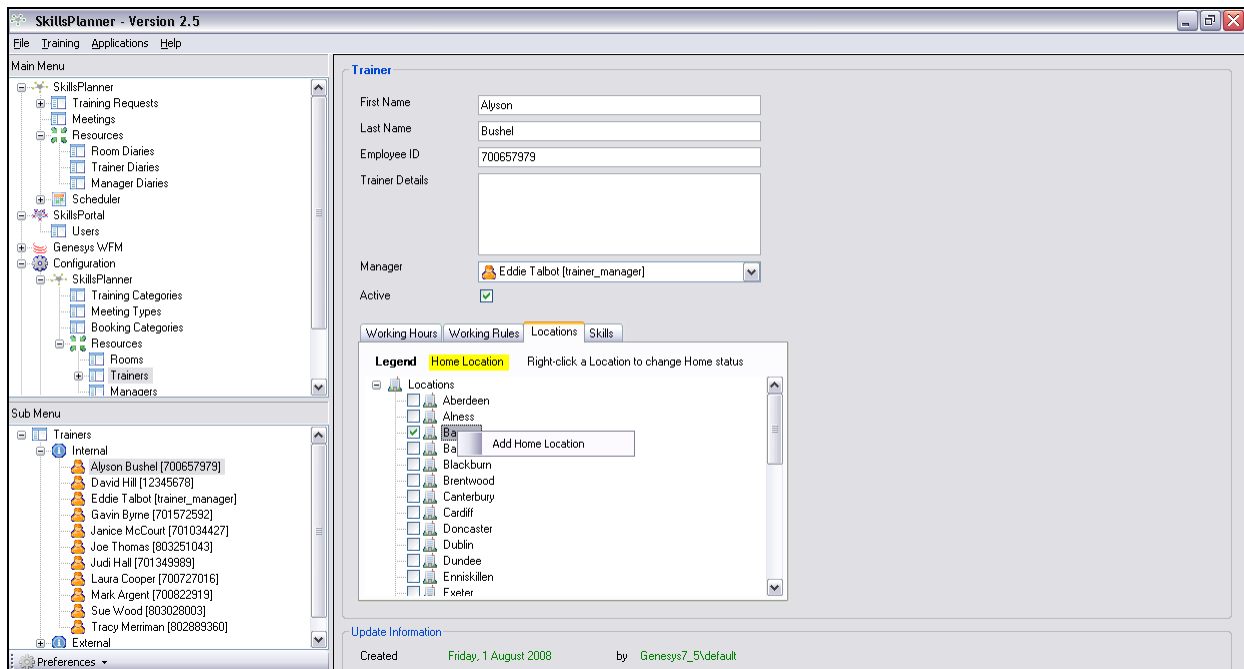 SkillsPlanner - Version 2.5
File Training Applications Help
Main Menu
SkillsPlanner
Training Requests
Meetings
Resources
Room Diaries
Trainer Diaries
Manager Diaries
Scheduler
SkillsPortal
Users
Genesys WFM
Configuration
SkillsPlanner
Training Categories
Meeting Types
Booking Categories
Resources
Rooms
Trainers
Managers
Sub Menu
Trainers
Internal
Alyson Bushel [700657979]
David Hill [12345678]
Eddie Talbot [trainer_manager]
Gavin Byrne [701572592]
Janice McCourt [701034427]
Joe Thomas [803251043]
Judi Hall [701349989]
Laura Cooper [700727016]
Mark Argent [700822919]
Sue Wood [803028003]
Tracy Merriman [802889360]
External
Preferences
Trainer
First Name Alyson
Last Name Bushel
Employee ID 700657979
Trainer Details
Manager Eddie Talbot [trainer_manager]
Active
Working Hours Working Rules Locations Skills
Legend Home Location Right-click a Location to change Home status
Locations
Aberdeen
Alness
Ba
Add Home Location
Ba
Blackburn
Brentwood
Canterbury
Cardiff
Doncaster
Dublin
Dundee
Enniskillen
Exeter
Update Information
Created Friday, 1 August 2008 by Genesys7_5\default